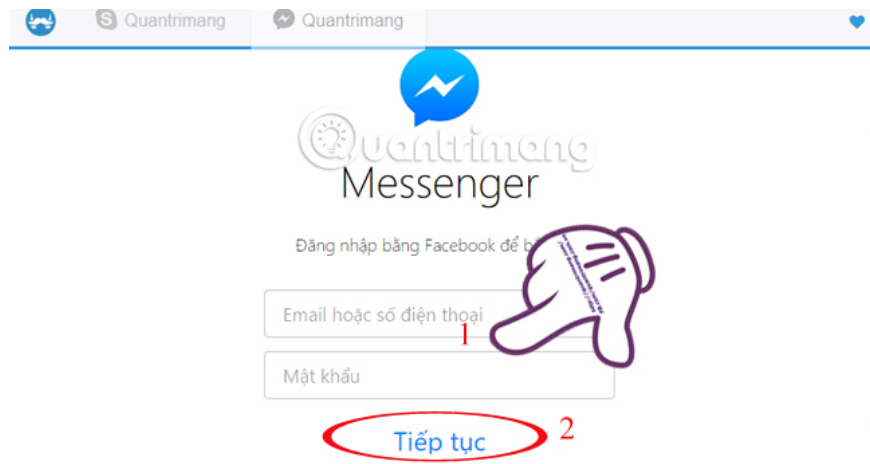 Quantrimang Quantrimang
Quantrimang
Messenger
Đăng nhập bằng Facebook để
Email hoặc số điện thoại
1
Mật khẩu
Tiếp tục 2